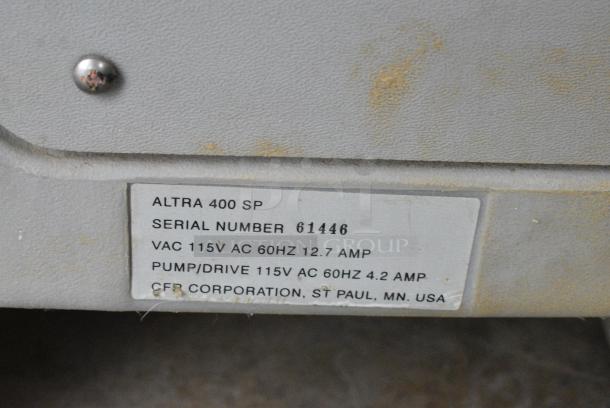 ALTRA 400 SP
SERIAL NUMBER 61446
VAC 115V AC 60HZ 12.7 AMP
PUMP/DRIVE 115V AC 60HZ 4.2 AMP
CFR CORPORATION, ST PAUL, MN. USA